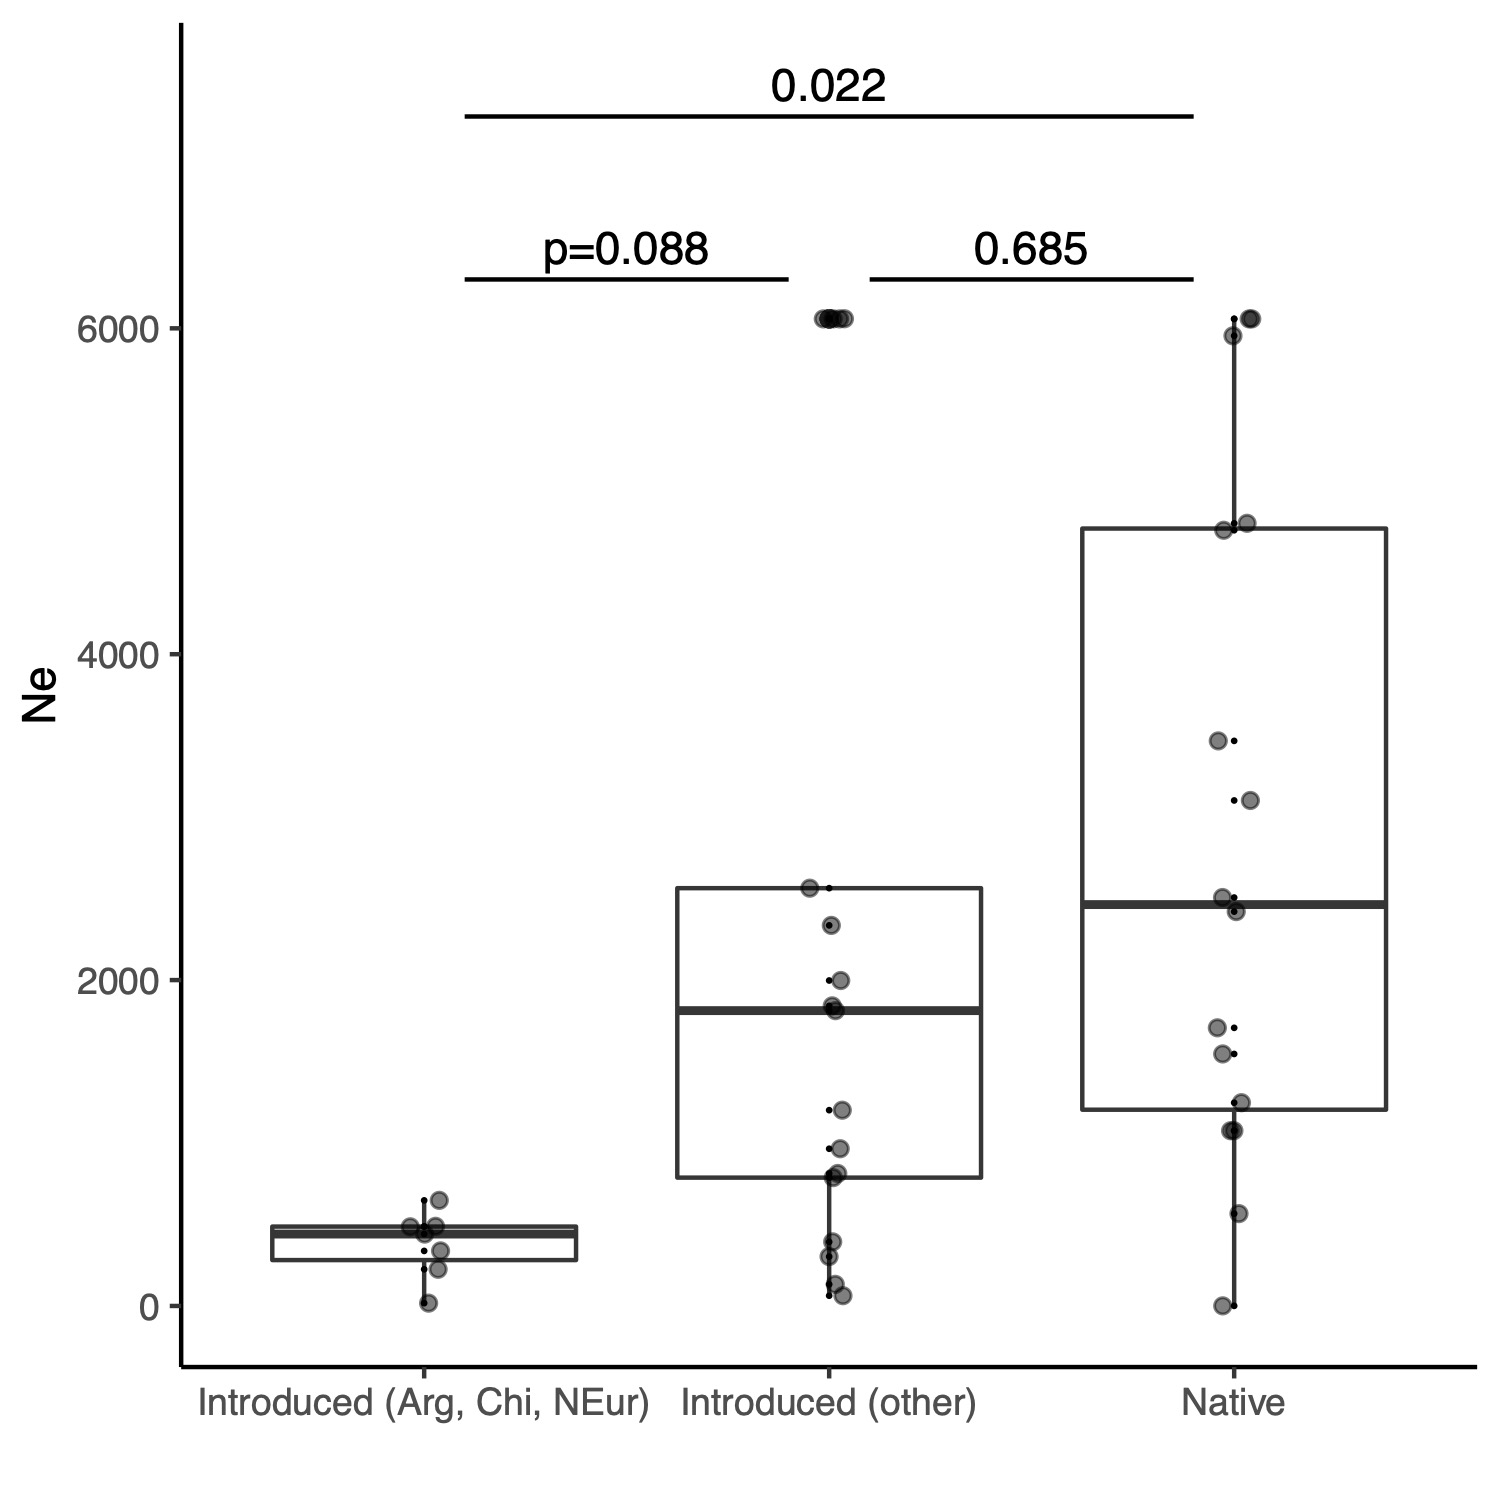 0.022
p=0.088
0.685
6000
4000
2000
0
Ne
Introduced (Arg, Chi, NEur)
Introduced (other)
Native